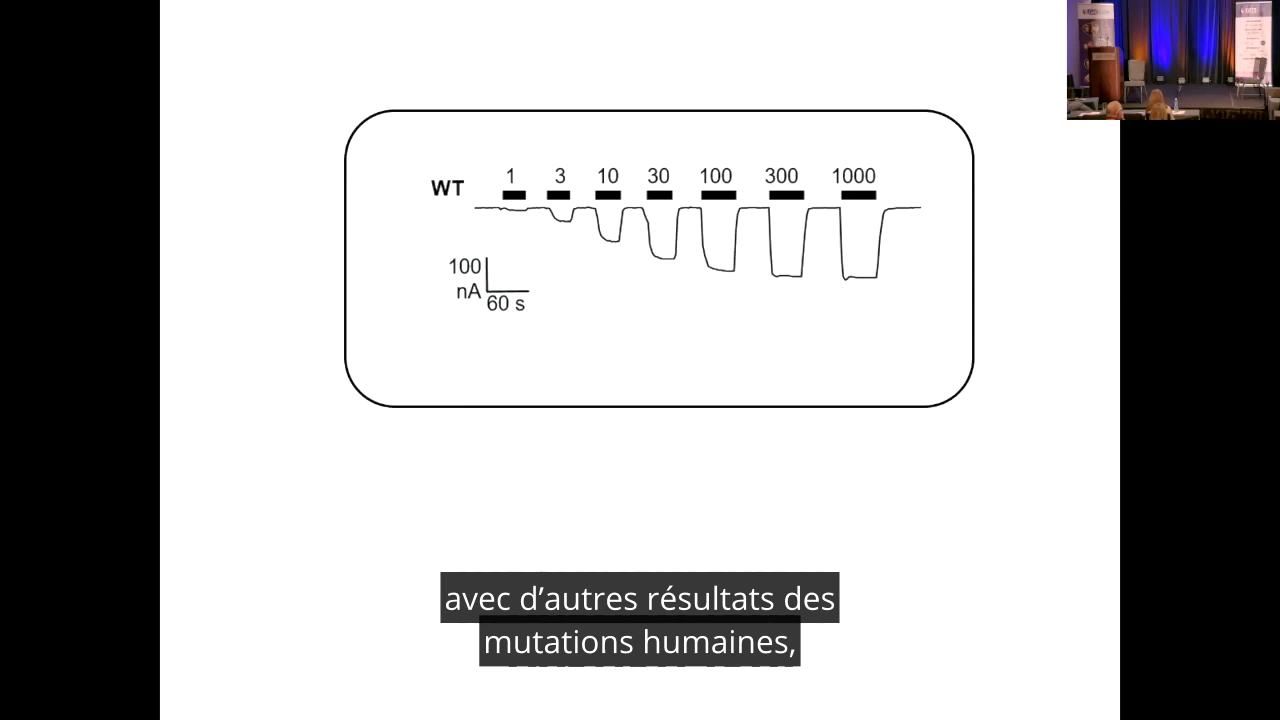 WT 1 3 10 30 100 300 1000
100
nA
60 s
avec d’autres résultats des
mutations humaines,